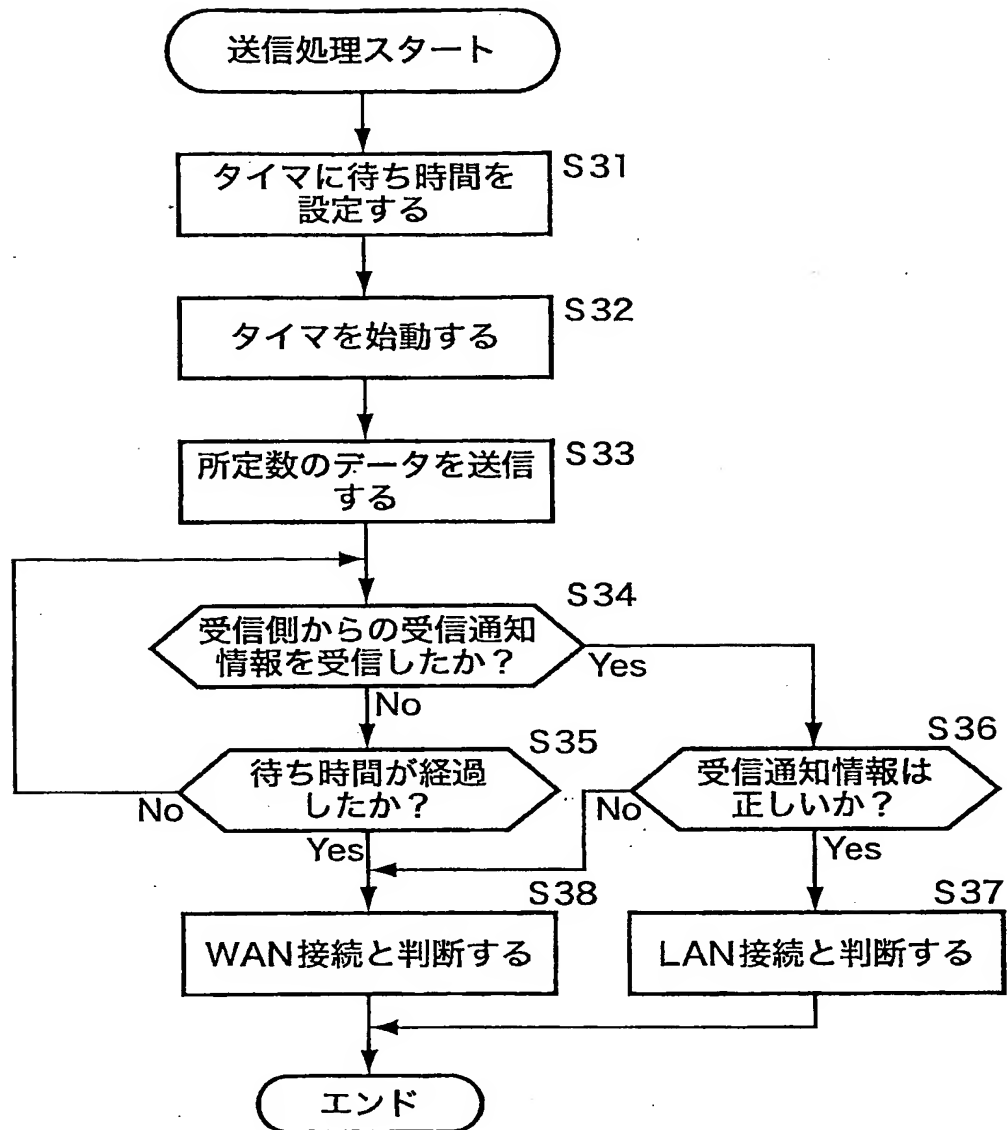 送信処理スタート
S31
タイマに待ち時間を
設定する
S32
タイマを始動する
S33
所定数のデータを送信
する
S34
受信側からの受信通知
情報を受信したか？
Yes
No
S35
待ち時間が経過
したか？
No
Yes
S36
受信通知情報は
正しいか？
No
Yes
S38
WAN接続と判断する
S37
LAN接続と判断する
エンド